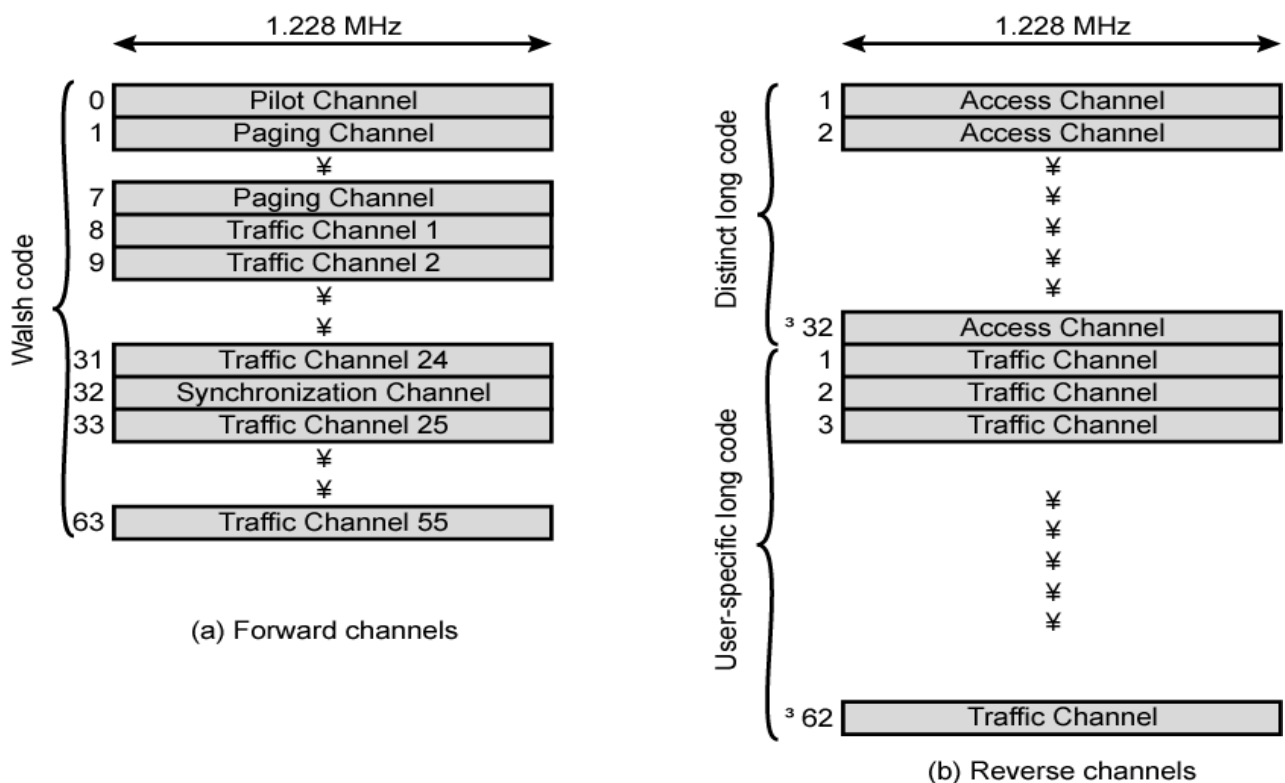 1.228 MHz
Walsh code
0 Pilot Channel
1 Paging Channel
¥
7 Paging Channel
8 Traffic Channel 1
9 Traffic Channel 2
¥
¥
31 Traffic Channel 24
32 Synchronization Channel
33 Traffic Channel 25
¥
¥
63 Traffic Channel 55
(a) Forward channels
1.228 MHz
Distinct long code
1 Access Channel
2 Access Channel
¥
¥
¥
¥
¥
³ 32 Access Channel
User-specific long code
1 Traffic Channel
2 Traffic Channel
3 Traffic Channel
¥
¥
¥
¥
¥
³ 62 Traffic Channel
(b) Reverse channels